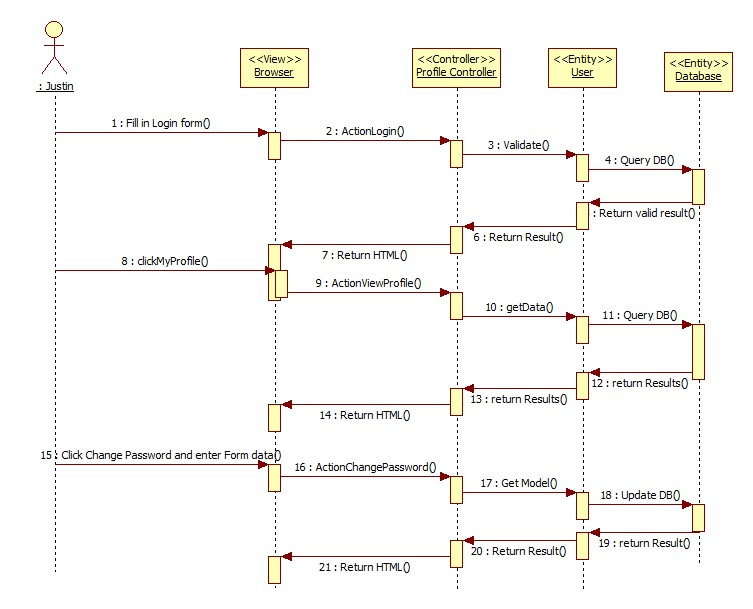 <<View>>
Browser
<<Controller>>
Profile Controller
<<Entity>>
User
<<Entity>>
Database
: Justin
1 : Fill in Login form()
2 : ActionLogin()
3 : Validate()
4 : Query DB()
: Return valid result()
6 : Return Result()
7 : Return HTML()
8 : clickMyProfile()
9 : ActionViewProfile()
10 : getData()
11 : Query DB()
12 : return Results()
13 : return Results()
14 : Return HTML()
15 : Click Change Password and enter Form data()
16 : ActionChangePassword()
17 : Get Model()
18 : Update DB()
19 : return Result()
20 : Return Result()
21 : Return HTML()